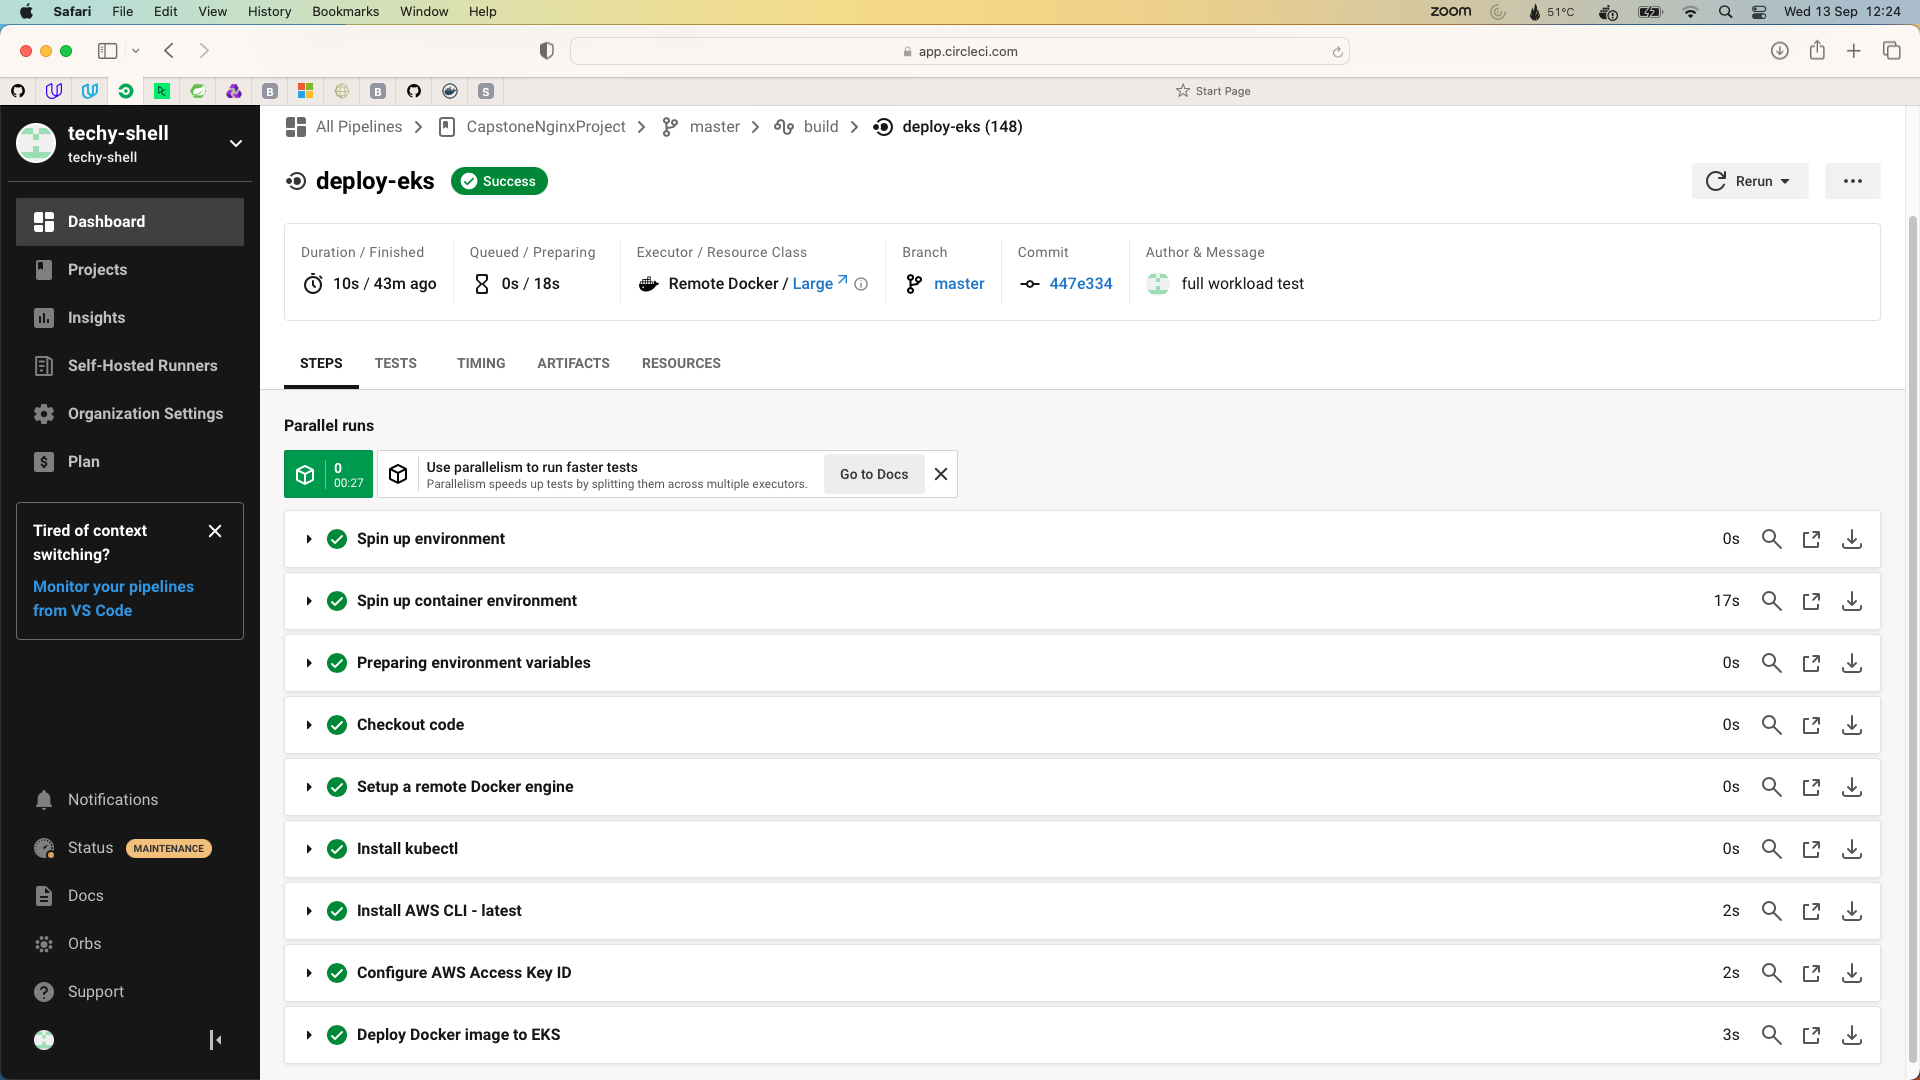 Safari File Edit View History Bookmarks Window Help zoom 51°C Wed 13 Sep 12:24
app.circleci.com
B B S Start Page
techy-shell
techy-shell
Dashboard
Projects
Insights
Self-Hosted Runners
Organization Settings
Plan
Tired of context
switching?
Monitor your pipelines
from VS Code
Notifications
Status MAINTENANCE
Docs
Orbs
Support
All Pipelines CapstoneNginxProject master build deploy-eks (148)
deploy-eks Success Rerun
Duration / Finished Queued / Preparing Executor / Resource Class Branch Commit Author & Message
10s / 43m ago 0s / 18s Remote Docker / Large master 447e334 full workload test
STEPS TESTS TIMING ARTIFACTS RESOURCES
Parallel runs
0
00:27
Use parallelism to run faster tests
Parallelism speeds up tests by splitting them across multiple executors.
Go to Docs
Spin up environment 0s
Spin up container environment 17s
Preparing environment variables 0s
Checkout code 0s
Setup a remote Docker engine 0s
Install kubectl 0s
Install AWS CLI - latest 2s
Configure AWS Access Key ID 2s
Deploy Docker image to EKS 3s